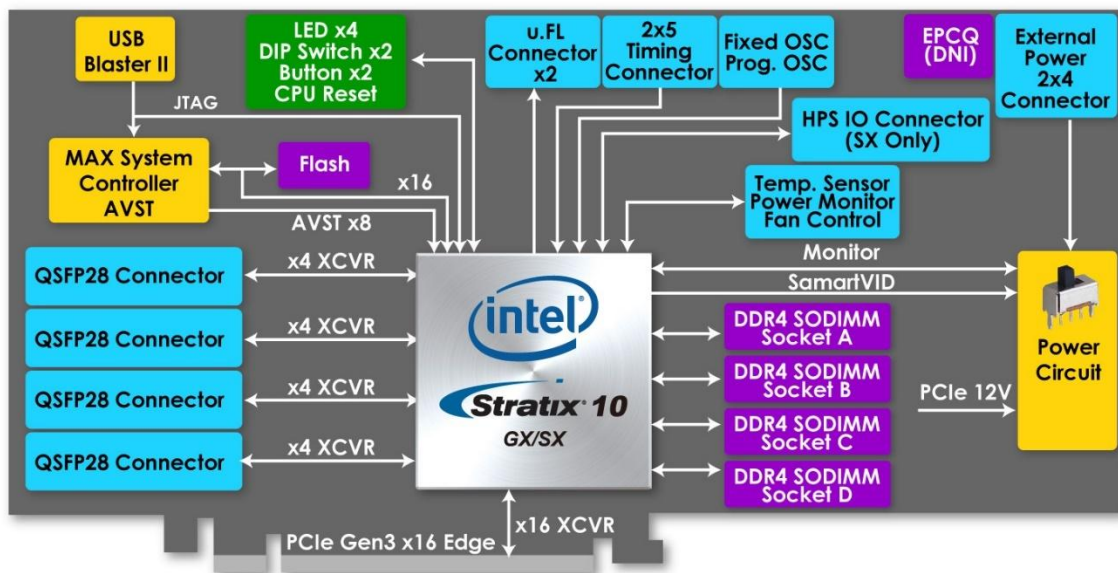 USB
Blaster II
LED x4
DIP Switch x2
Button x2
CPU Reset
u.FL
Connector
x2
2x5
Timing
Connector
Fixed OSC
Prog. OSC
EPCQ
(DNI)
External
Power
2x4
Connector
JTAG
HPS IO Connector
(SX Only)
MAX System
Controller
AVST
Flash
x16
AVST x8
Temp. Sensor
Power Monitor
Fan Control
Monitor
SamartVID
QSFP28 Connector
x4 XCVR
QSFP28 Connector
x4 XCVR
QSFP28 Connector
x4 XCVR
QSFP28 Connector
x4 XCVR
intel®
Stratix® 10
GX/SX
DDR4 SODIMM
Socket A
DDR4 SODIMM
Socket B
DDR4 SODIMM
Socket C
DDR4 SODIMM
Socket D
Power
Circuit
PCIe 12V
x16 XCVR
PCIe Gen3 x16 Edge